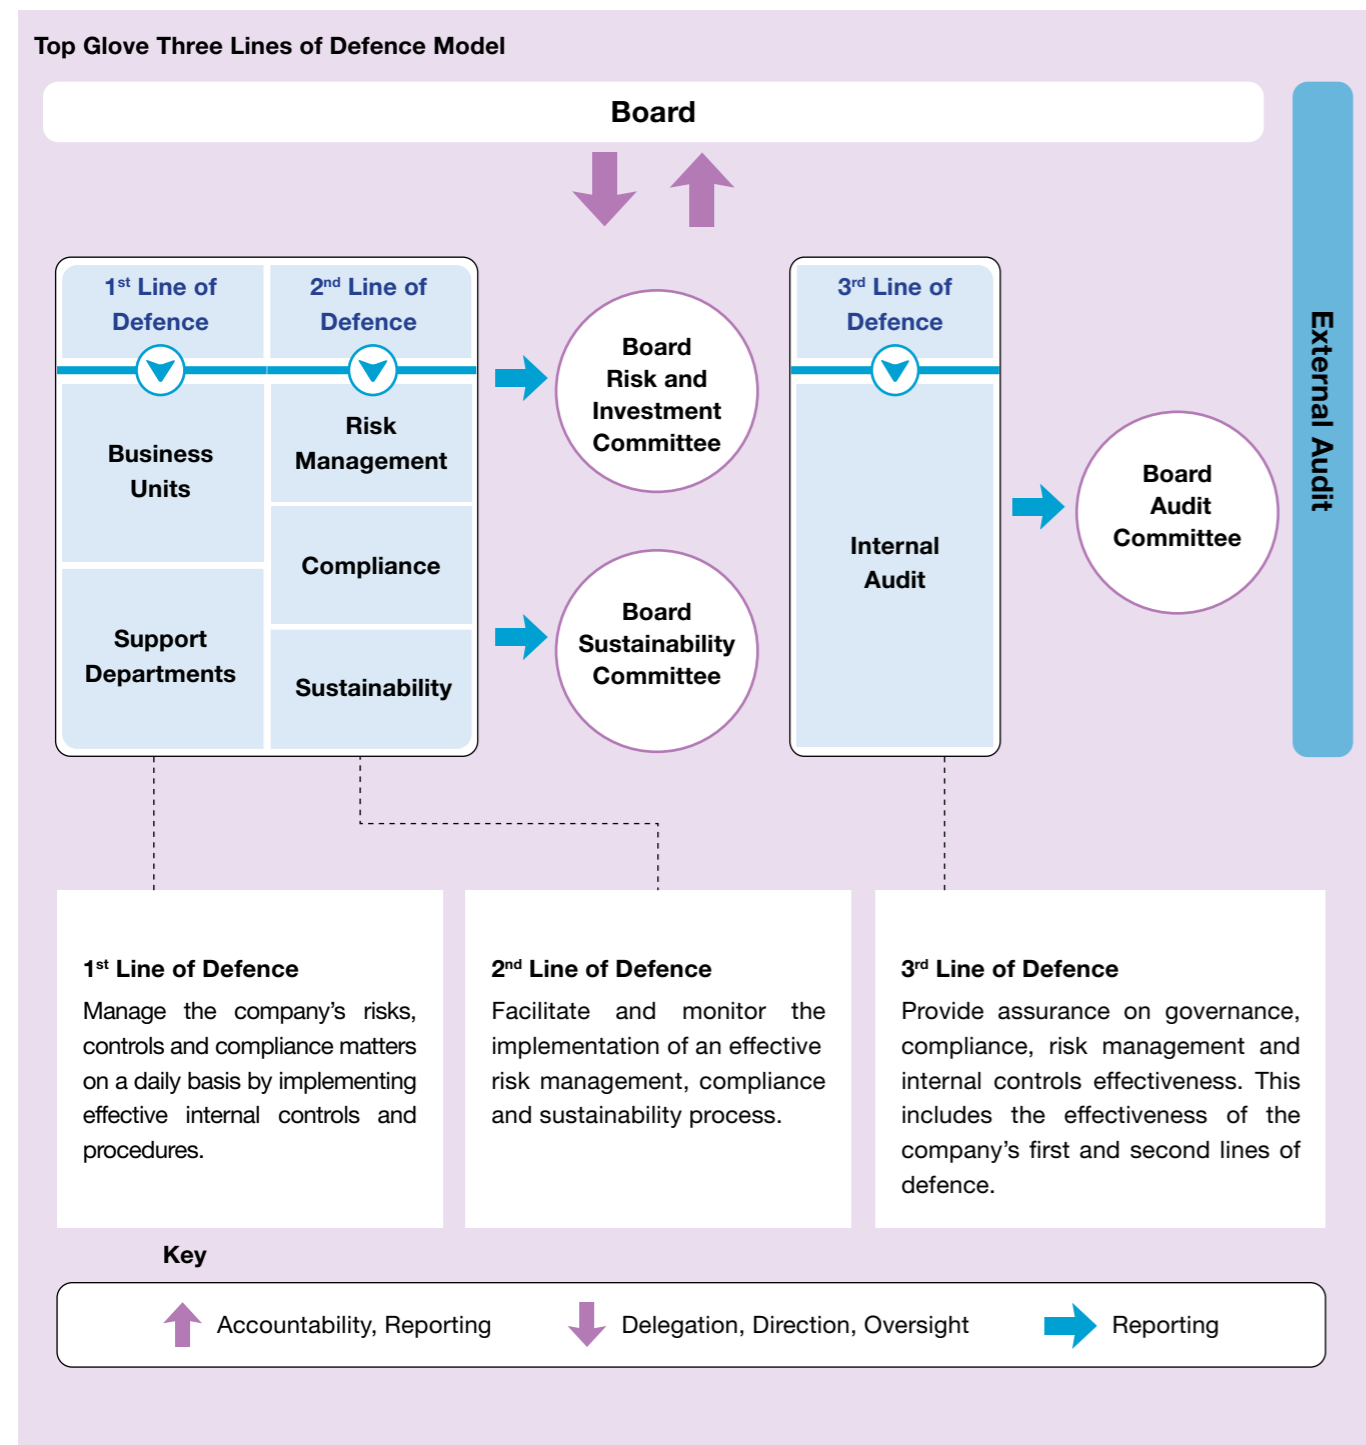 Top Glove Three Lines of Defence Model
Board
1st Line of
Defence
2nd Line of
Defence
Business
Units
Support
Departments
Risk
Management
Compliance
Sustainability
Board
Risk and
Investment
Committee
Board
Sustainability
Committee
3rd Line of
Defence
Internal
Audit
Board
Audit
Committee
External Audit
1st Line of Defence
Manage the company’s risks,
controls and compliance matters
on a daily basis by implementing
effective internal controls and
procedures.
2nd Line of Defence
Facilitate and monitor the
implementation of an effective
risk management, compliance
and sustainability process.
3rd Line of Defence
Provide assurance on governance,
compliance, risk management and
internal controls effectiveness. This
includes the effectiveness of the
company’s first and second lines of
defence.
Key
Accountability, Reporting
Delegation, Direction, Oversight
Reporting